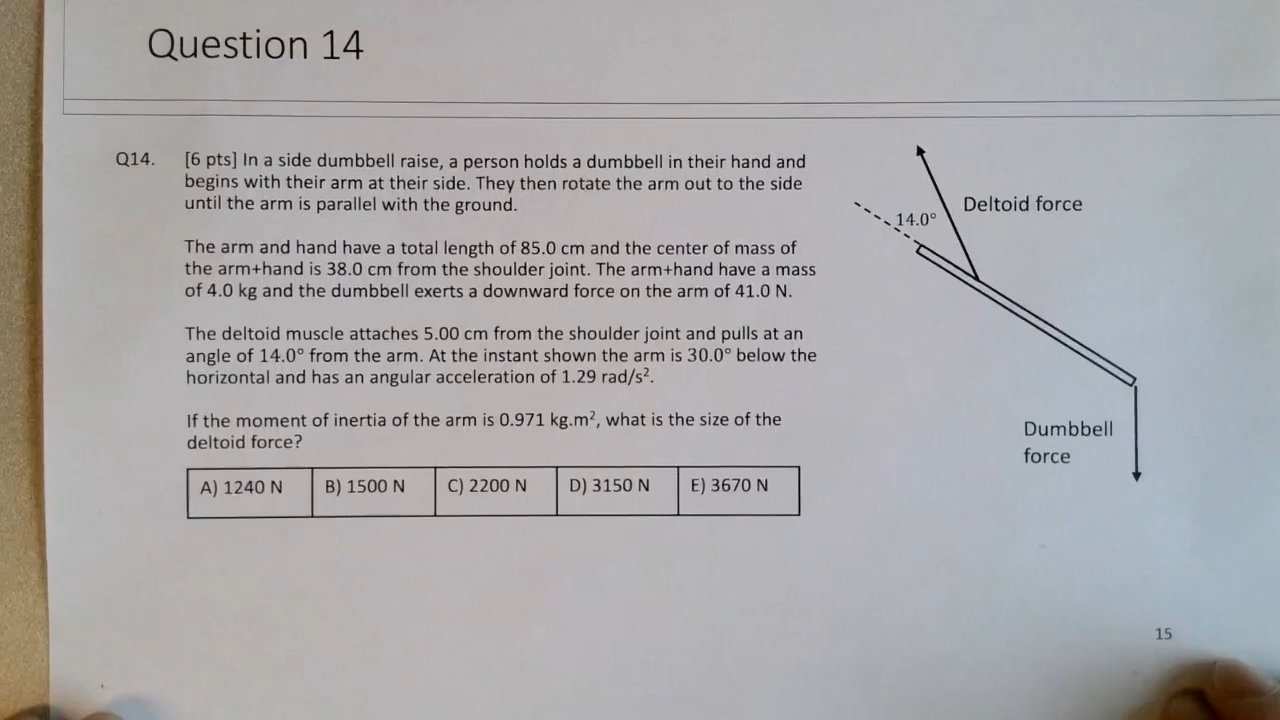 Question 14
Q14. [6 pts] In a side dumbbell raise, a person holds a dumbbell in their hand and
begins with their arm at their side. They then rotate the arm out to the side
until the arm is parallel with the ground.
The arm and hand have a total length of 85.0 cm and the center of mass of
the arm+hand is 38.0 cm from the shoulder joint. The arm+hand have a mass
of 4.0 kg and the dumbbell exerts a downward force on the arm of 41.0 N.
The deltoid muscle attaches 5.00 cm from the shoulder joint and pulls at an
angle of 14.0° from the arm. At the instant shown the arm is 30.0° below the
horizontal and has an angular acceleration of 1.29 rad/s².
If the moment of inertia of the arm is 0.971 kg.m², what is the size of the
deltoid force?
A) 1240 N B) 1500 N C) 2200 N D) 3150 N E) 3670 N
Deltoid force
14.0°
Dumbbell
force
15